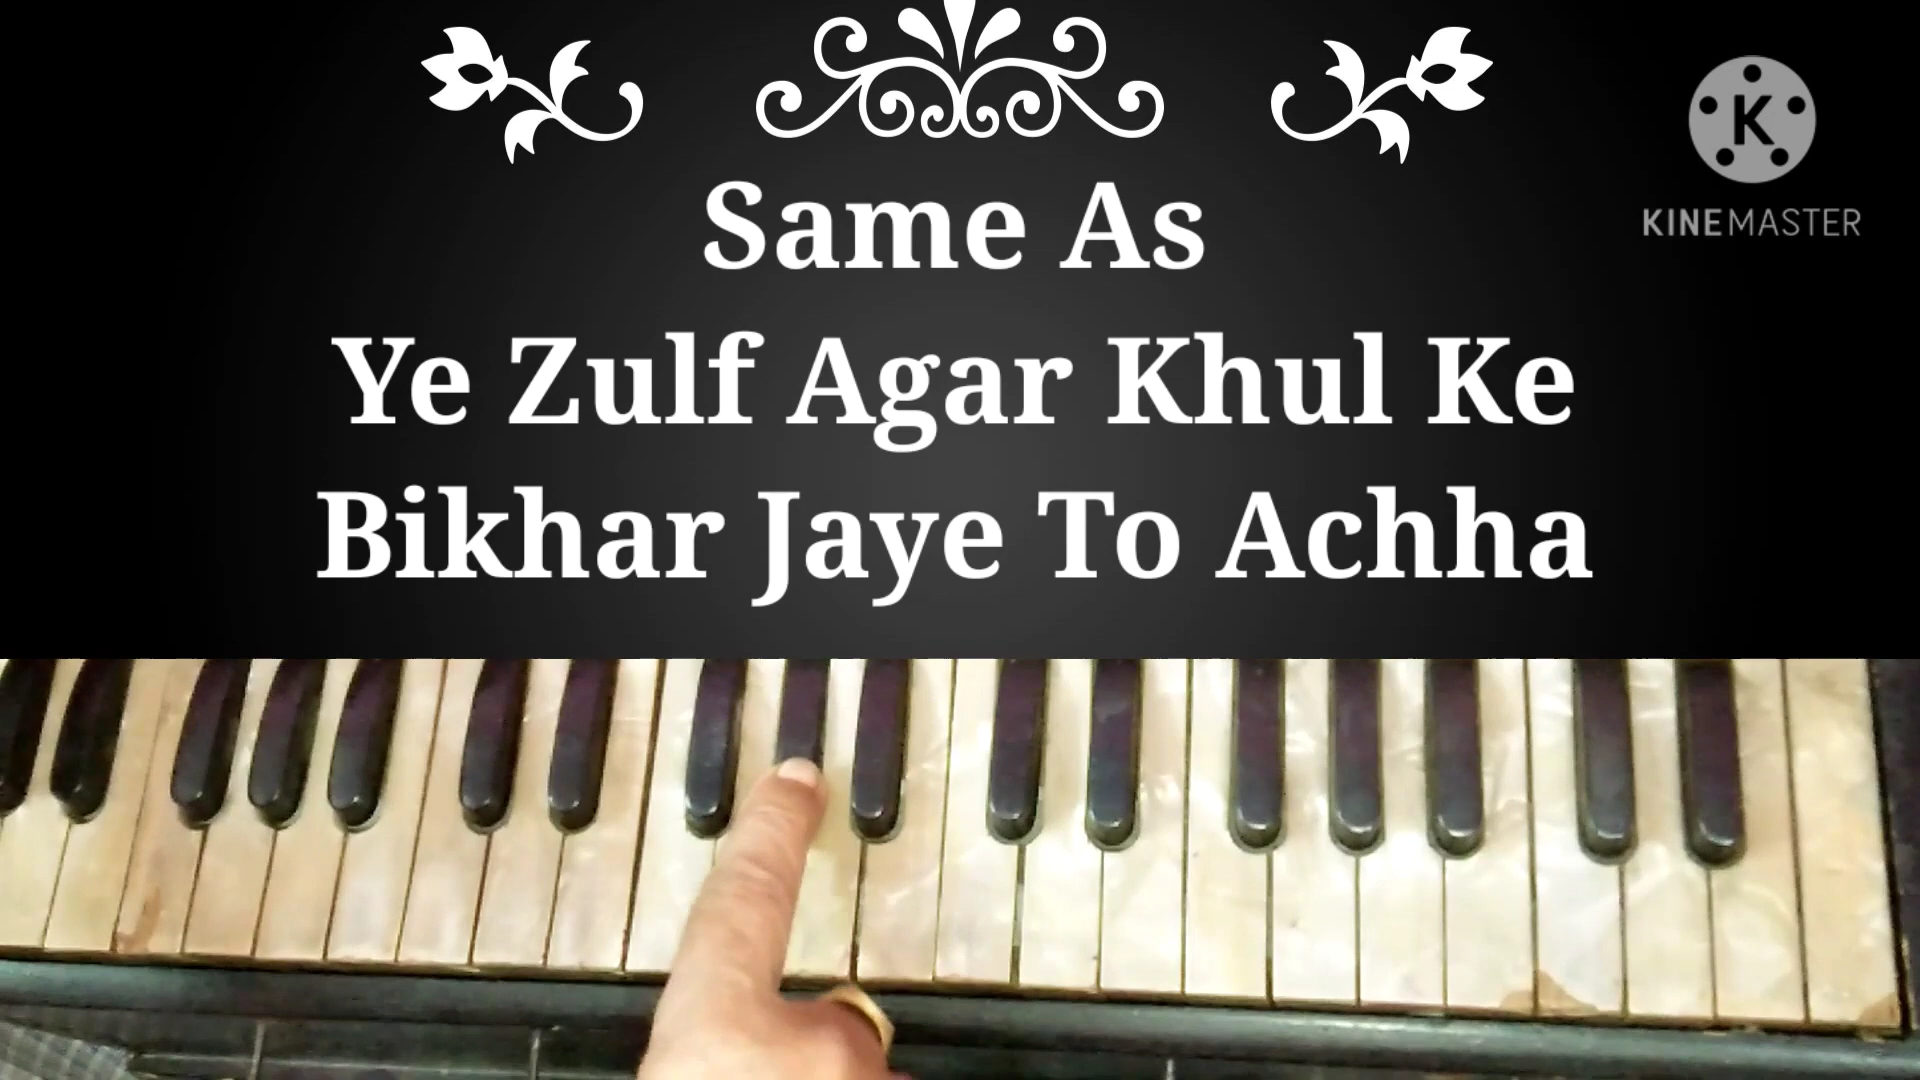 Same As
Ye Zulf Agar Khul Ke
Bikhar Jaye To Achha
K
KINEMASTER